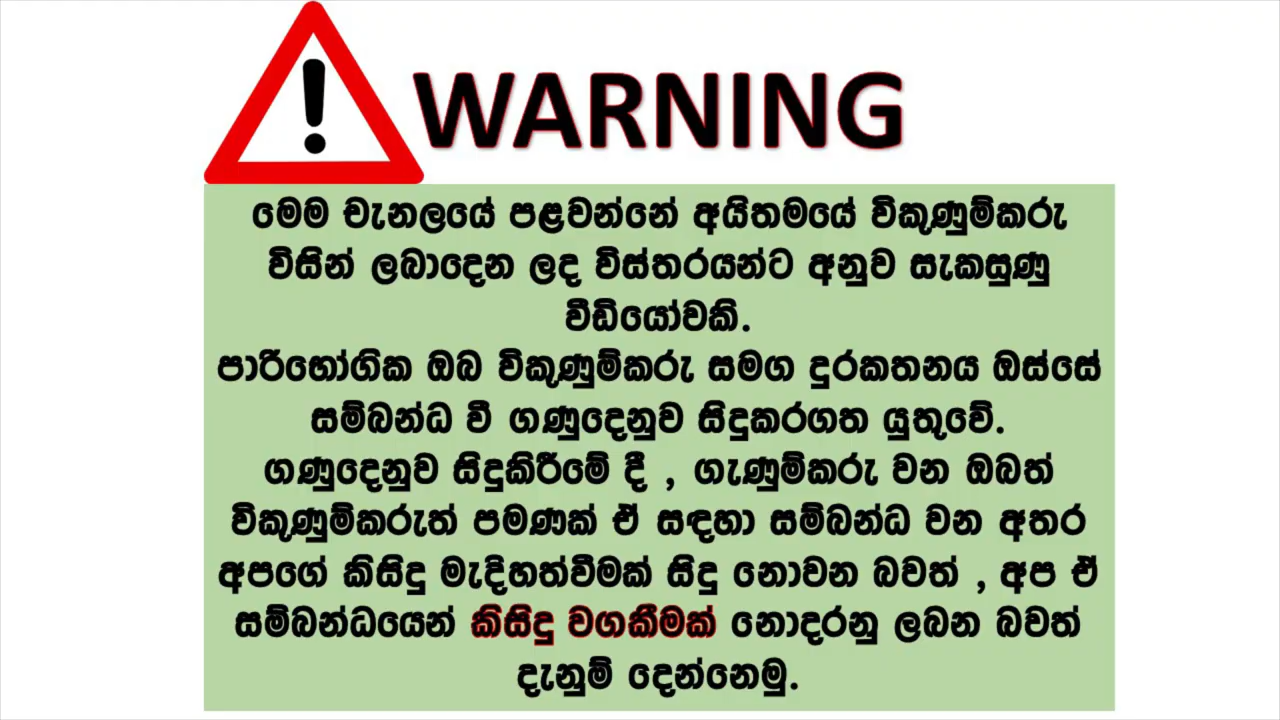 WARNING
මෙම චැනලයේ පළවන්නේ අයිතමයේ විකුණුම්කරු
විසින් ලබාදෙන ලද විස්තරයන්ට අනුව සැකසුණු
වීඩියෝවකි.
පාරිභෝගික ඔබ විකුණුම්කරු සමග දුරකතනය ඔස්සේ
සම්බන්ධ වී ගණුදෙනුව සිදුකරගත යුතුවේ.
ගණුදෙනුව සිදුකිරීමේ දී , ගැණුම්කරු වන ඔබත්
විකුණුම්කරුත් පමණක් ඒ සඳහා සම්බන්ධ වන අතර
අපගේ කිසිදු මැදිහත්වීමක් සිදු නොවන බවත් , අප ඒ
සම්බන්ධයෙන් කිසිදු වගකීමක් නොදරනු ලබන බවත්
දැනුම් දෙන්නෙමු.